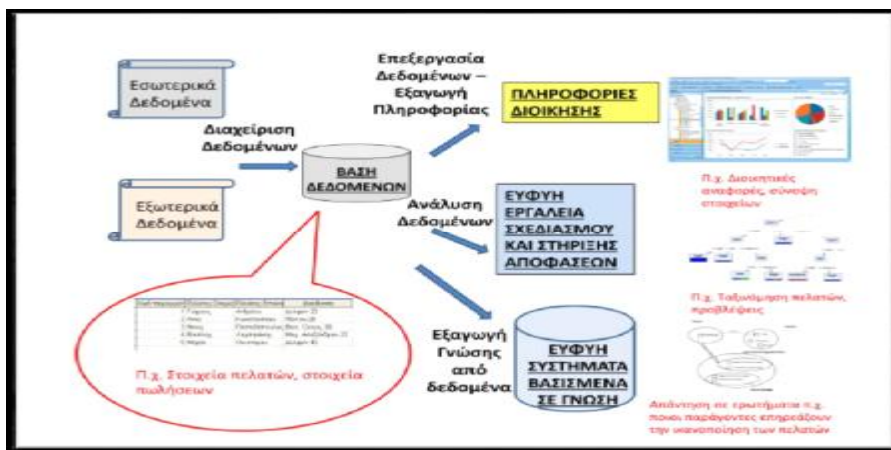 Εσωτερικά
Δεδομένα
Εξωτερικά
Δεδομένα
Διαχείριση
Δεδομένων
ΒΑΣΗ
ΔΕΔΟΜΕΝΩΝ
Π.χ. Στοιχεία πελατών, στοιχεία
πωλήσεων
Επεξεργασία
Δεδομένων –
Εξαγωγή
Πληροφορίας
ΠΛΗΡΟΦΟΡΙΕΣ
ΔΙΟΙΚΗΣΗΣ
Π.χ. Διοικητικές
αναφορές, σύνοψη
στοιχείων
Ανάλυση
Δεδομένων
ΕΥΦΥΗ
ΕΡΓΑΛΕΙΑ
ΣΧΕΔΙΑΣΜΟΥ
ΚΑΙ ΣΤΗΡΙΞΗΣ
ΑΠΟΦΑΣΕΩΝ
Π.χ. Ταξινόμηση πελατών,
προβλέψεις
Εξαγωγή
Γνώσης
από
δεδομένα
ΕΥΦΥΗ
ΣΥΣΤΗΜΑΤΑ
ΒΑΣΙΣΜΕΝΑ
ΣΕ ΓΝΩΣΗ
Απάντηση σε ερωτήματα π.χ.
ποιοι παράγοντες επηρεάζουν
την ικανοποίηση των πελατών